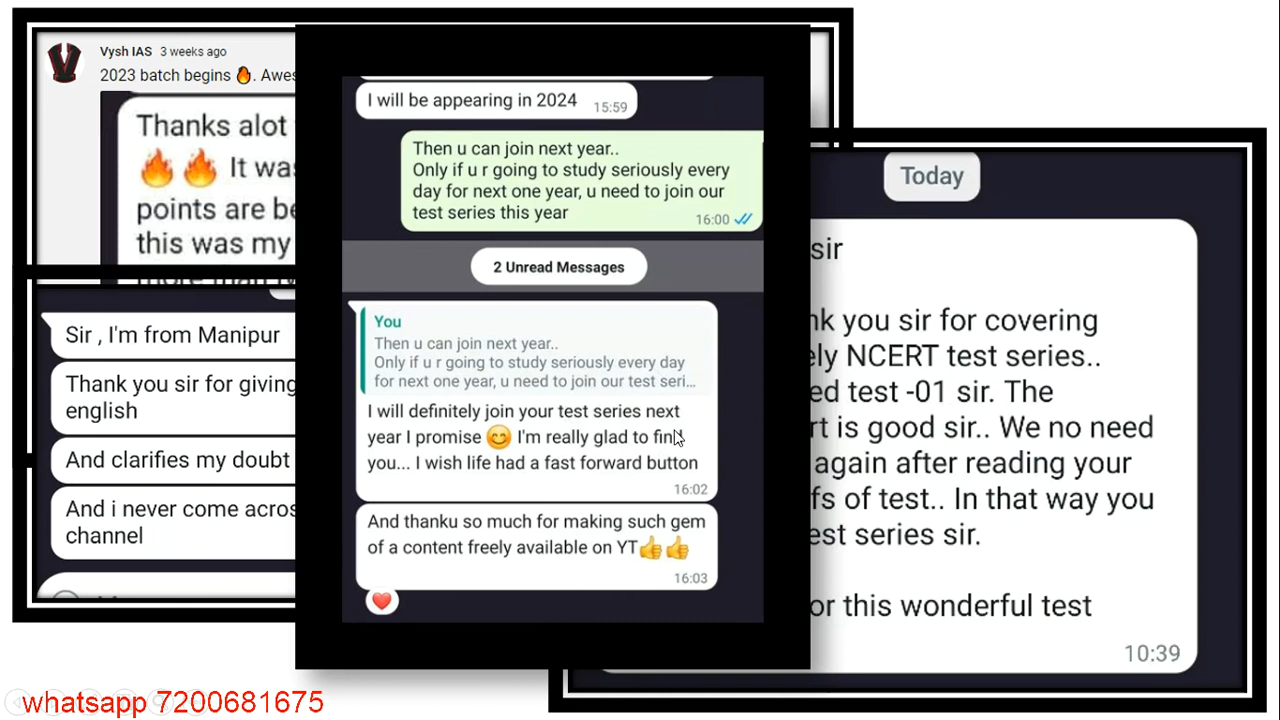 Vysh IAS 3 weeks ago
2023 batch begins 🔥. Awes
Thanks alot
🔥🔥 It was
points are be
this was my
more than
Sir , I'm from Manipur
Thank you sir for giving
english
And clarifies my doubt
And i never come acros
channel
I will be appearing in 2024 15:59
Then u can join next year..
Only if u r going to study seriously every
day for next one year, u need to join our
test series this year
16:00
2 Unread Messages
You
Then u can join next year..
Only if u r going to study seriously every day
for next one year, u need to join our test seri...
I will definitely join your test series next
year I promise 😊 I'm really glad to find
you... I wish life had a fast forward button
16:02
And thanku so much for making such gem
of a content freely available on YT👍👍
16:03
❤️
Today
sir
nk you sir for covering
ely NCERT test series..
ed test -01 sir. The
rt is good sir.. We no need
again after reading your
fs of test.. In that way you
est series sir.
or this wonderful test
10:39
whatsapp 7200681675